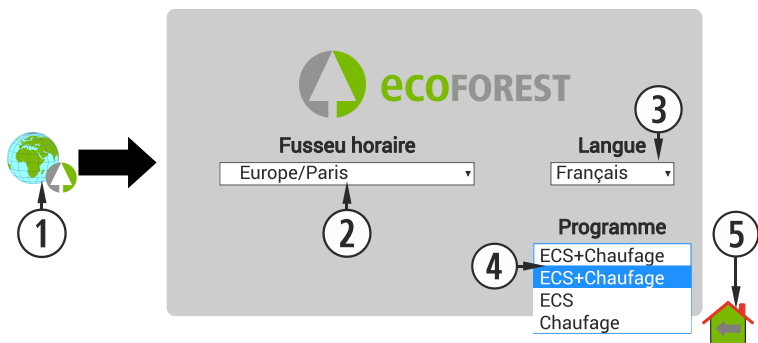 ecoFOREST
3
Fusseu horaire
Langue
Europe/Paris
Français
1
2
Programme
5
4
ECS+Chaufage
ECS+Chaufage
ECS
Chaufage